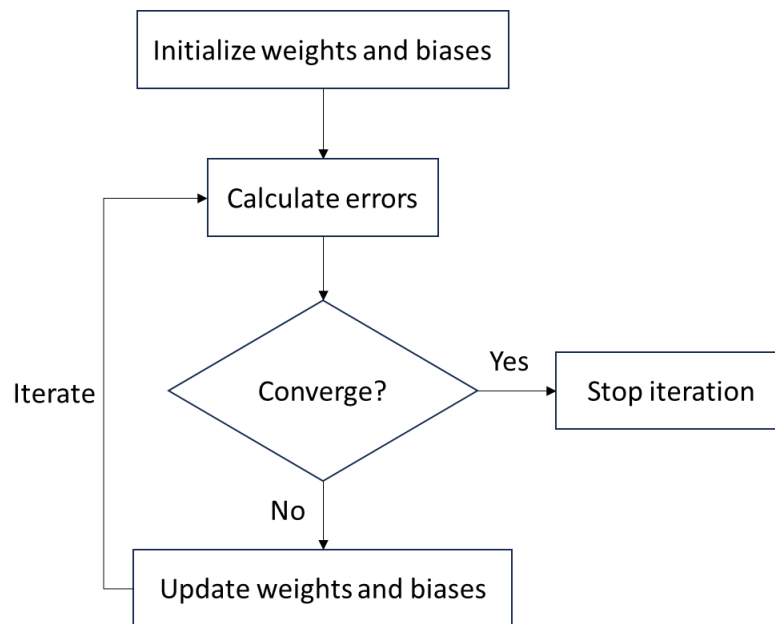 Initialize weights and biases
Calculate errors
Converge?
Yes
Stop iteration
Iterate
No
Update weights and biases